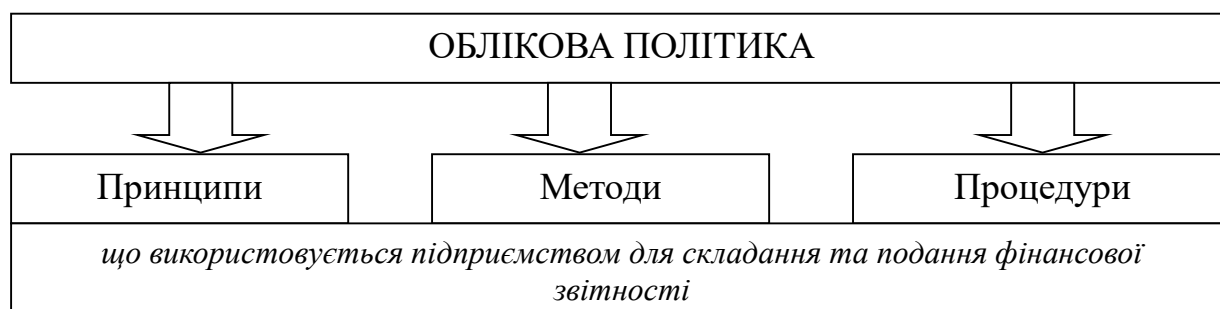 ОБЛІКОВА ПОЛІТИКА
Принципи
Методи
Процедури
що використовується підприємством для складання та подання фінансової
звітності